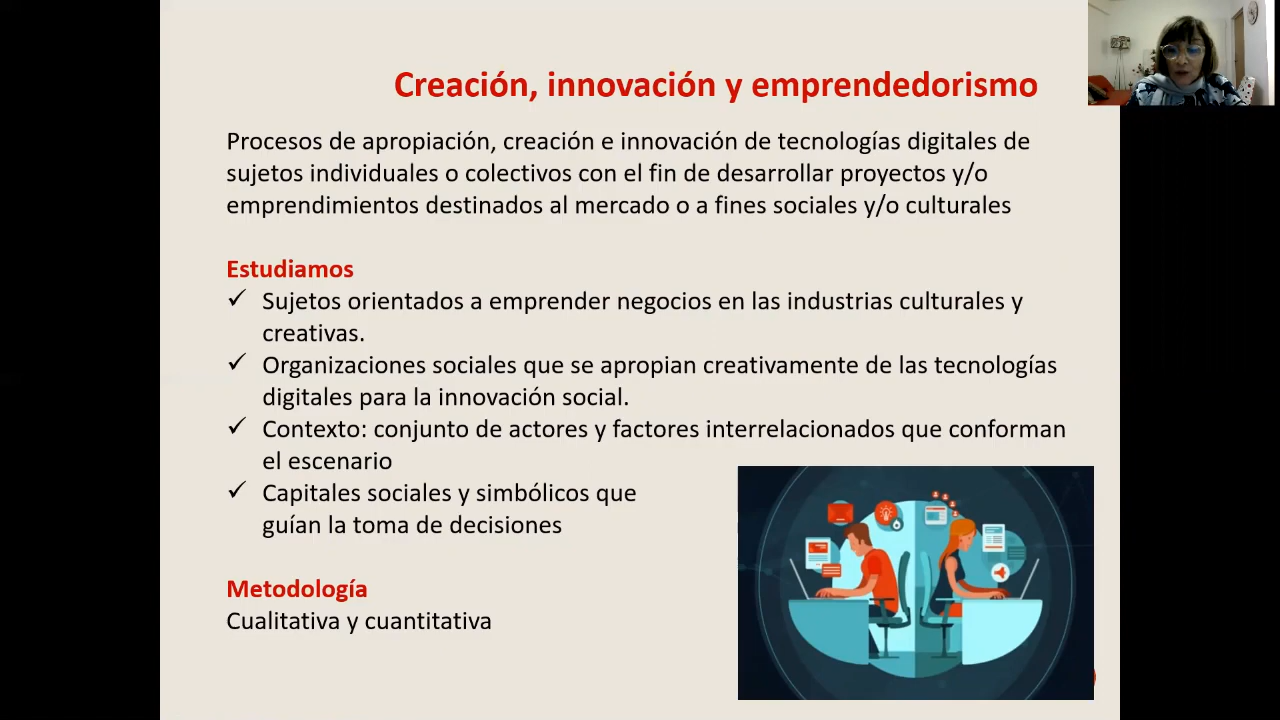 Creación, innovación y emprendedorismo
Procesos de apropiación, creación e innovación de tecnologías digitales de
sujetos individuales o colectivos con el fin de desarrollar proyectos y/o
emprendimientos destinados al mercado o a fines sociales y/o culturales
Estudiamos
✓ Sujetos orientados a emprender negocios en las industrias culturales y
creativas.
✓ Organizaciones sociales que se apropian creativamente de las tecnologías
digitales para la innovación social.
✓ Contexto: conjunto de actores y factores interrelacionados que conforman
el escenario
✓ Capitales sociales y simbólicos que
guían la toma de decisiones
Metodología
Cualitativa y cuantitativa